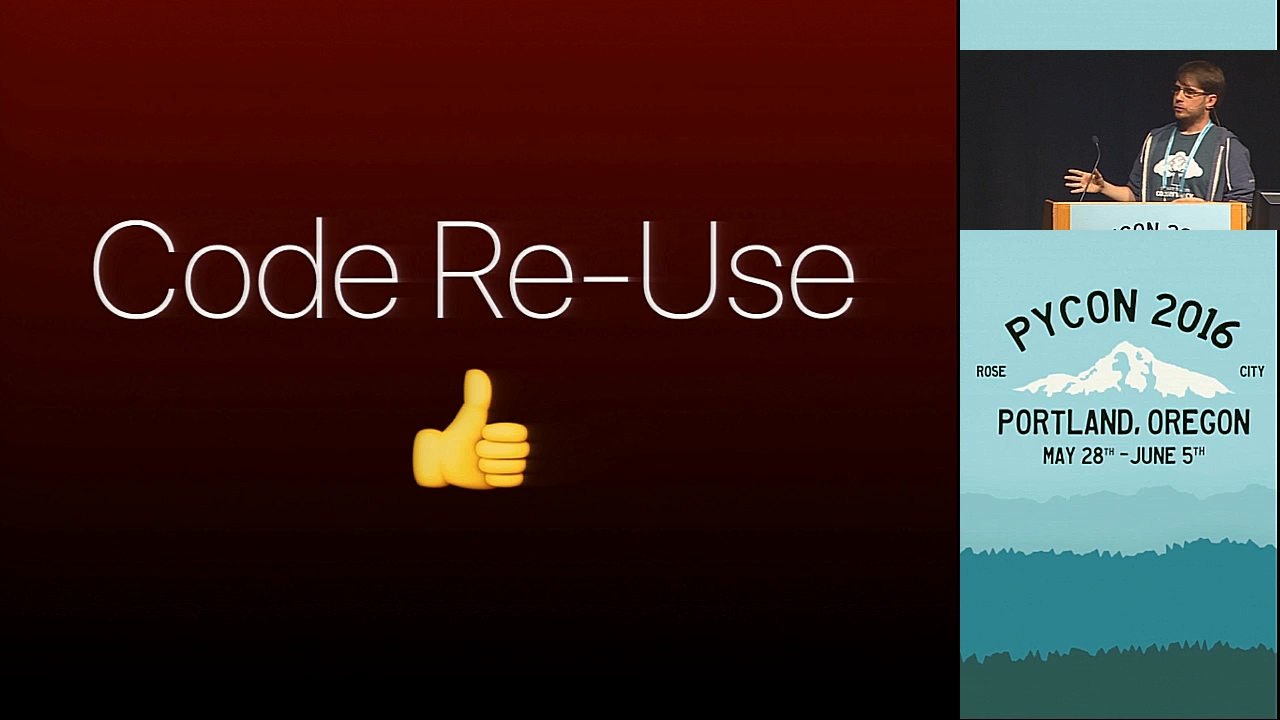 Code Re-Use
PYCON 2016
ROSE
CITY
PORTLAND, OREGON
MAY 28TH - JUNE 5TH